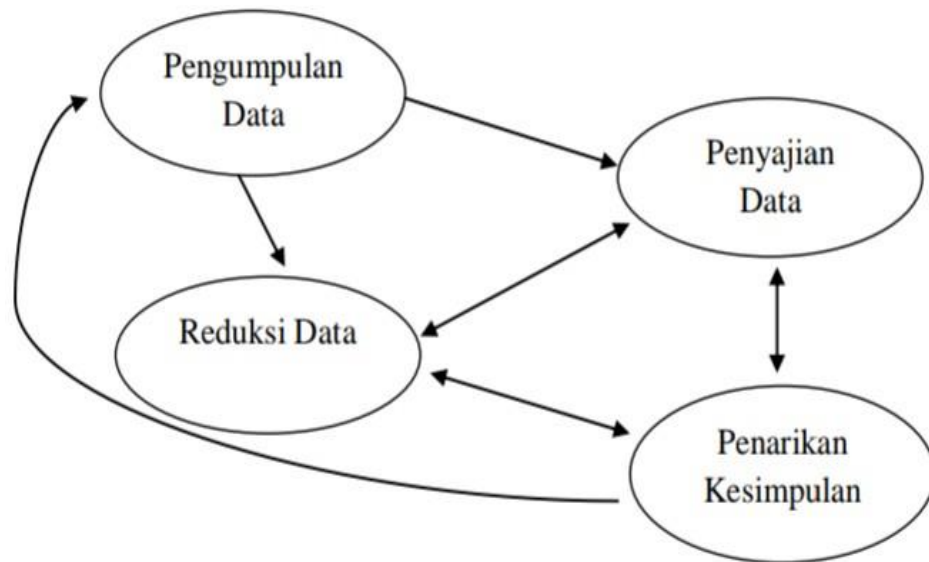 Pengumpulan
Data
Penyajian
Data
Reduksi Data
Penarikan
Kesimpulan